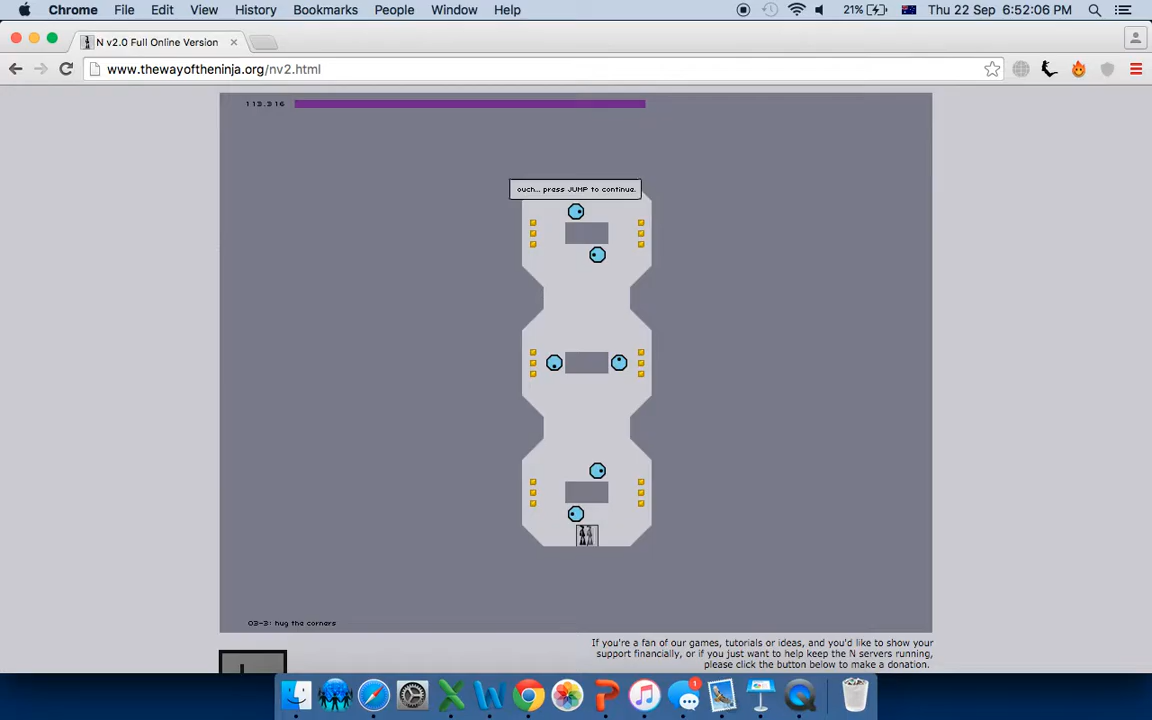 Chrome File Edit View History Bookmarks People Window Help 21% Thu 22 Sep 6:52:06 PM
N v2.0 Full Online Version
www.thewayoftheninja.org/nv2.html
113.316
ouch... press JUMP to continue.
03-3: hug the corners
If you're a fan of our games, tutorials or ideas, and you'd like to show your
support financially, or if you just want to help keep the N servers running,
please click the button below to make a donation.
1